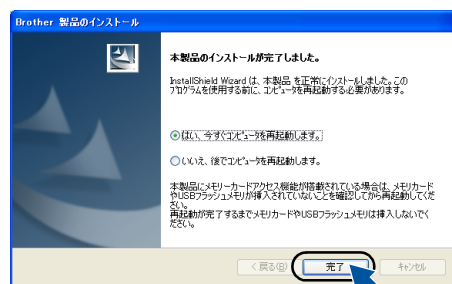 Brother 製品のインストール
本製品のインストールが完了しました。
InstallShield Wizard は、本製品 を正常にインストールしました。この
プログラムを使用する前に、コンピュータを再起動する必要があります。
はい、今すぐコンピュータを再起動します。
いいえ、後でコンピュータを再起動します。
本製品にメモリーカードアクセス機能が搭載されている場合は、メモリカード
やUSBフラッシュメモリが挿入されていないことを確認してから再起動してくだ
さい。
再起動が完了するまでメモリカードやUSBフラッシュメモリは挿入しないでく
ださい。
< 戻る(B)
完了
キャンセル